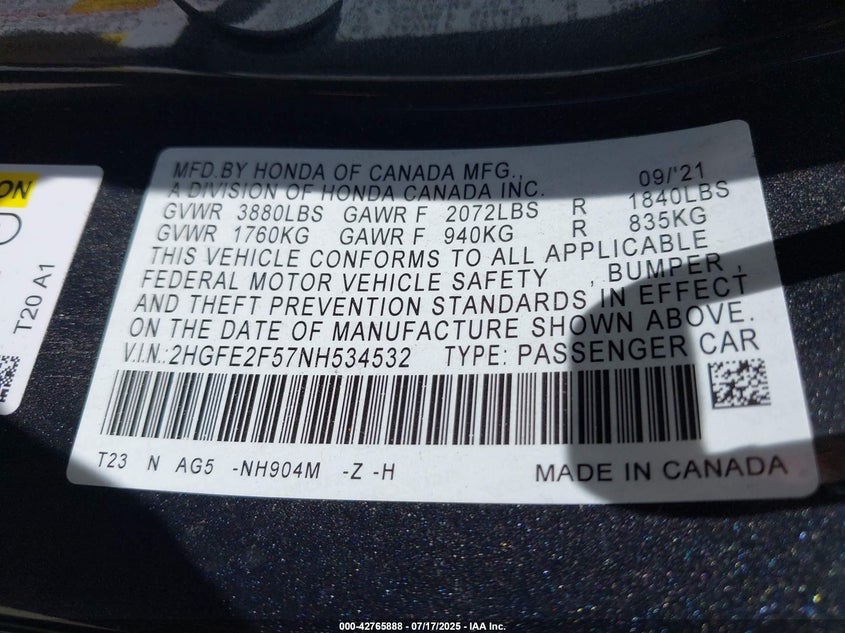 MFD.BY HONDA OF CANADA MFG.,
A DIVISION OF HONDA CANADA INC. 09/'21
GVWR 3880LBS GAWR F 2072LBS R 1840LBS
GVWR 1760KG GAWR F 940KG R 835KG
THIS VEHICLE CONFORMS TO ALL APPLICABLE
FEDERAL MOTOR VEHICLE SAFETY , BUMPER ,
AND THEFT PREVENTION STANDARDS IN EFFECT
ON THE DATE OF MANUFACTURE SHOWN ABOVE.
V.I.N.:2HGFE2F57NH534532 TYPE: PASSENGER CAR
T23 N AG5 -NH904M -Z -H MADE IN CANADA
ON
T20 A1
000-42765888 - 07/17/2025 - IAA Inc.